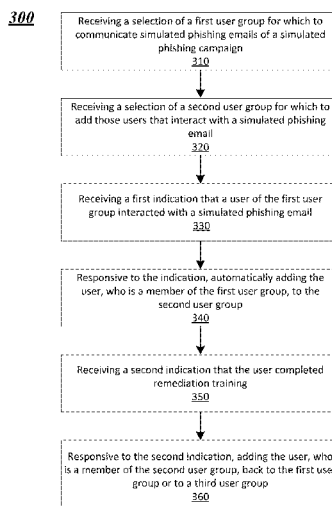 300
Receiving a selection of a first user group for which to
communicate simulated phishing emails of a simulated
phishing campaign
310
Receiving a selection of a second user group for which to
add those users that interact with a simulated phishing
email
320
Receiving a first indication that a user of the first user
group interacted with a simulated phishing email
330
Responsive to the indication, automatically adding the
user, who is a member of the first user group, to the
second user group
340
Receiving a second indication that the user completed
remediation training
350
Responsive to the second indication, adding the user, who
is a member of the second user group, back to the first use
group or to a third user group
360